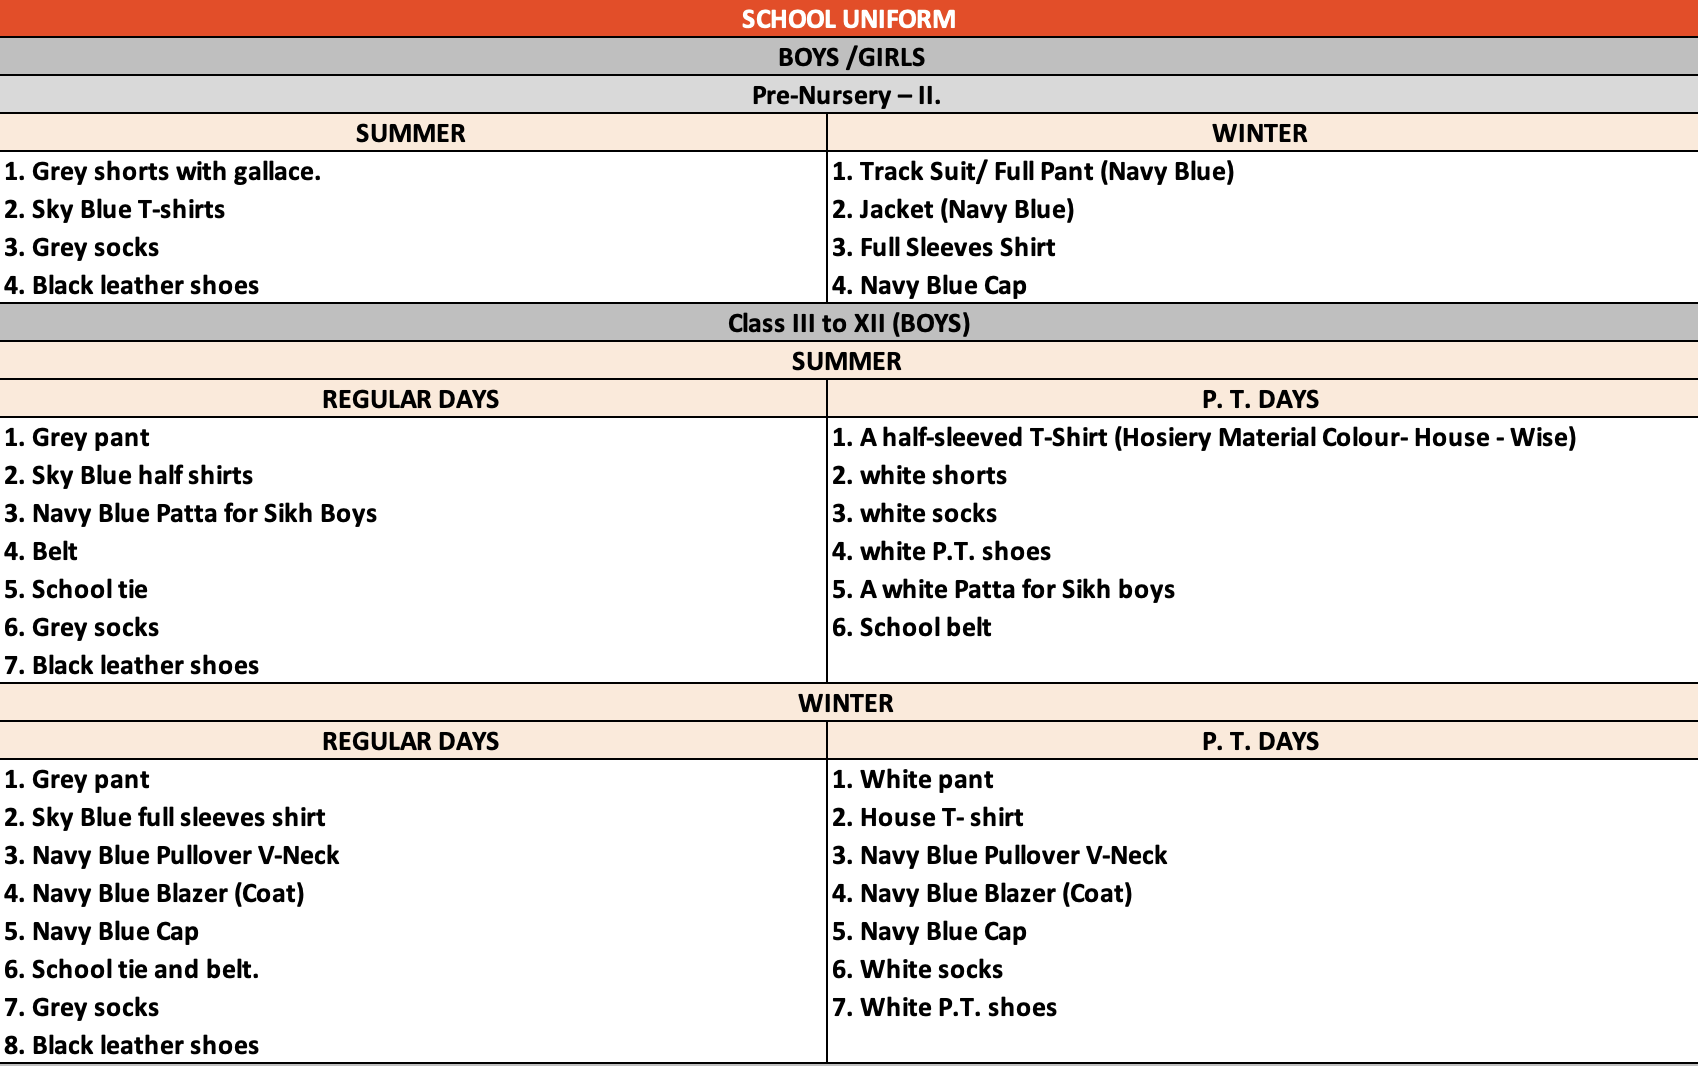 SCHOOL UNIFORM
BOYS /GIRLS
Pre-Nursery – II.
SUMMER
WINTER
1. Grey shorts with gallace.
2. Sky Blue T-shirts
3. Grey socks
4. Black leather shoes
1. Track Suit/ Full Pant (Navy Blue)
2. Jacket (Navy Blue)
3. Full Sleeves Shirt
4. Navy Blue Cap
Class III to XII (BOYS)
SUMMER
REGULAR DAYS
P. T. DAYS
1. Grey pant
2. Sky Blue half shirts
3. Navy Blue Patta for Sikh Boys
4. Belt
5. School tie
6. Grey socks
7. Black leather shoes
1. A half-sleeved T-Shirt (Hosiery Material Colour- House - Wise)
2. white shorts
3. white socks
4. white P.T. shoes
5. A white Patta for Sikh boys
6. School belt
WINTER
REGULAR DAYS
P. T. DAYS
1. Grey pant
2. Sky Blue full sleeves shirt
3. Navy Blue Pullover V-Neck
4. Navy Blue Blazer (Coat)
5. Navy Blue Cap
6. School tie and belt.
7. Grey socks
8. Black leather shoes
1. White pant
2. House T- shirt
3. Navy Blue Pullover V-Neck
4. Navy Blue Blazer (Coat)
5. Navy Blue Cap
6. White socks
7. White P.T. shoes